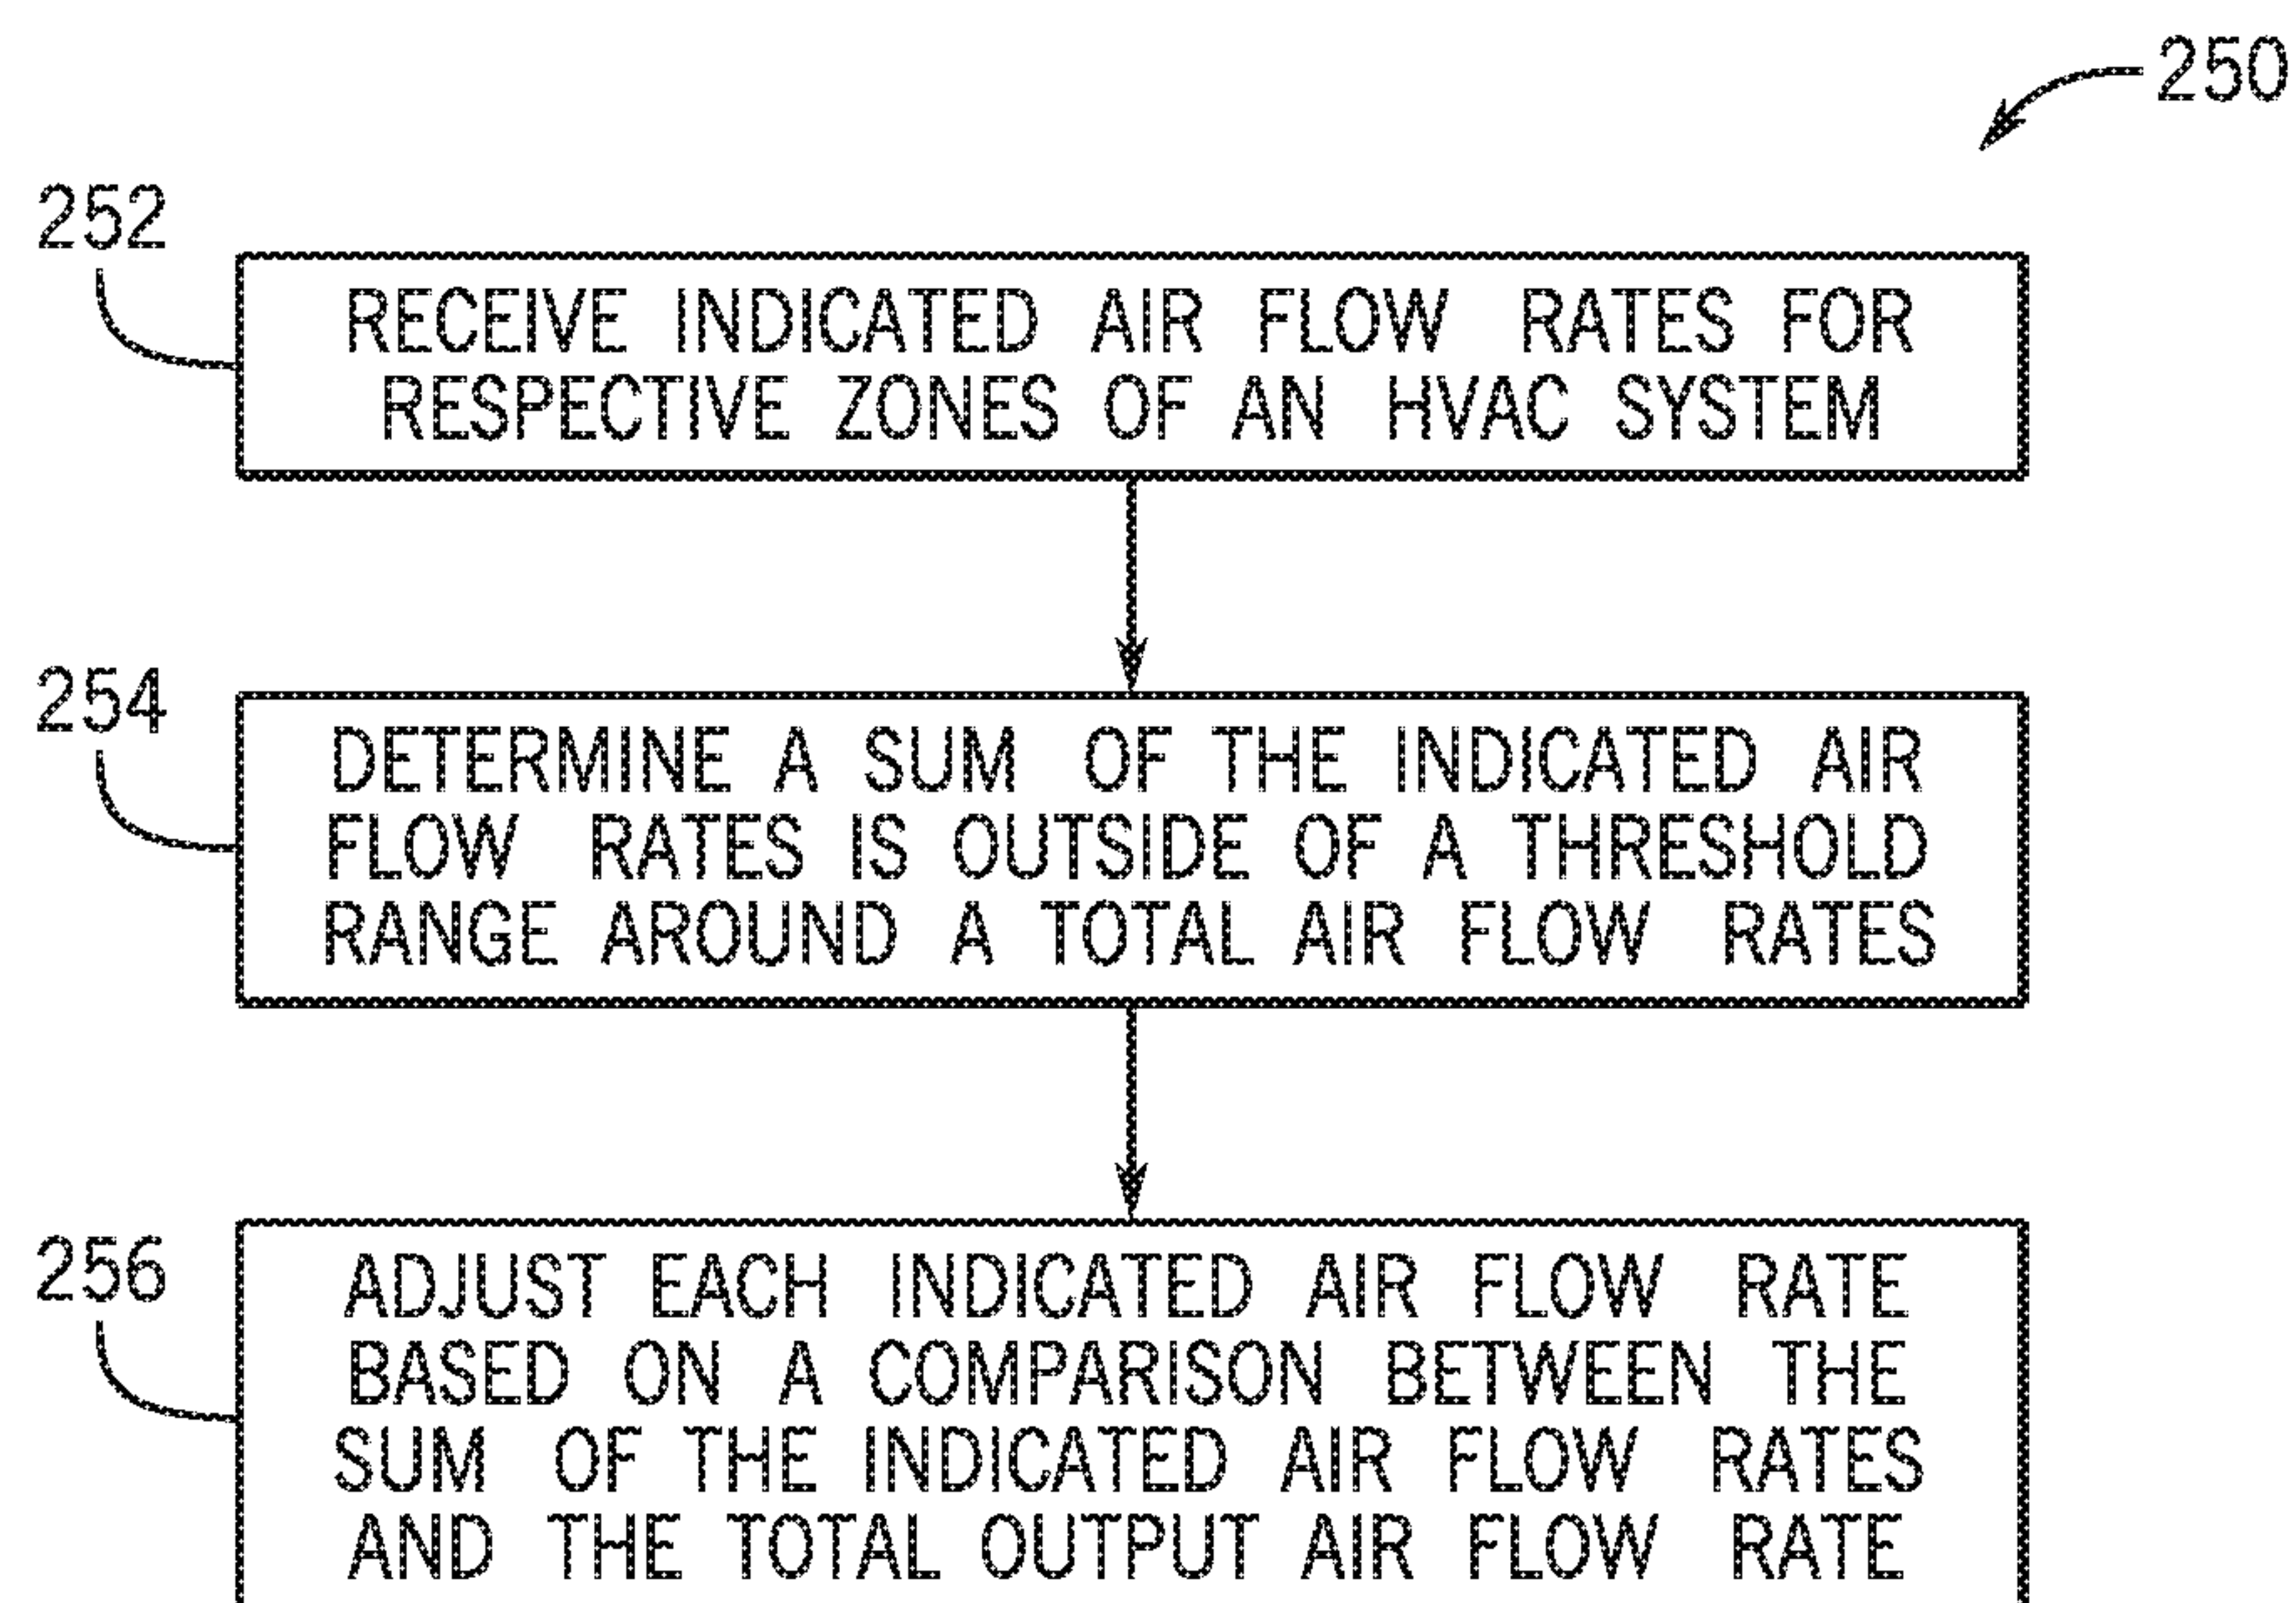 250
252
RECEIVE INDICATED AIR FLOW RATES FOR
RESPECTIVE ZONES OF AN HVAC SYSTEM
254
DETERMINE A SUM OF THE INDICATED AIR
FLOW RATES IS OUTSIDE OF A THRESHOLD
RANGE AROUND A TOTAL AIR FLOW RATES
256
ADJUST EACH INDICATED AIR FLOW RATE
BASED ON A COMPARISON BETWEEN THE
SUM OF THE INDICATED AIR FLOW RATES
AND THE TOTAL OUTPUT AIR FLOW RATE